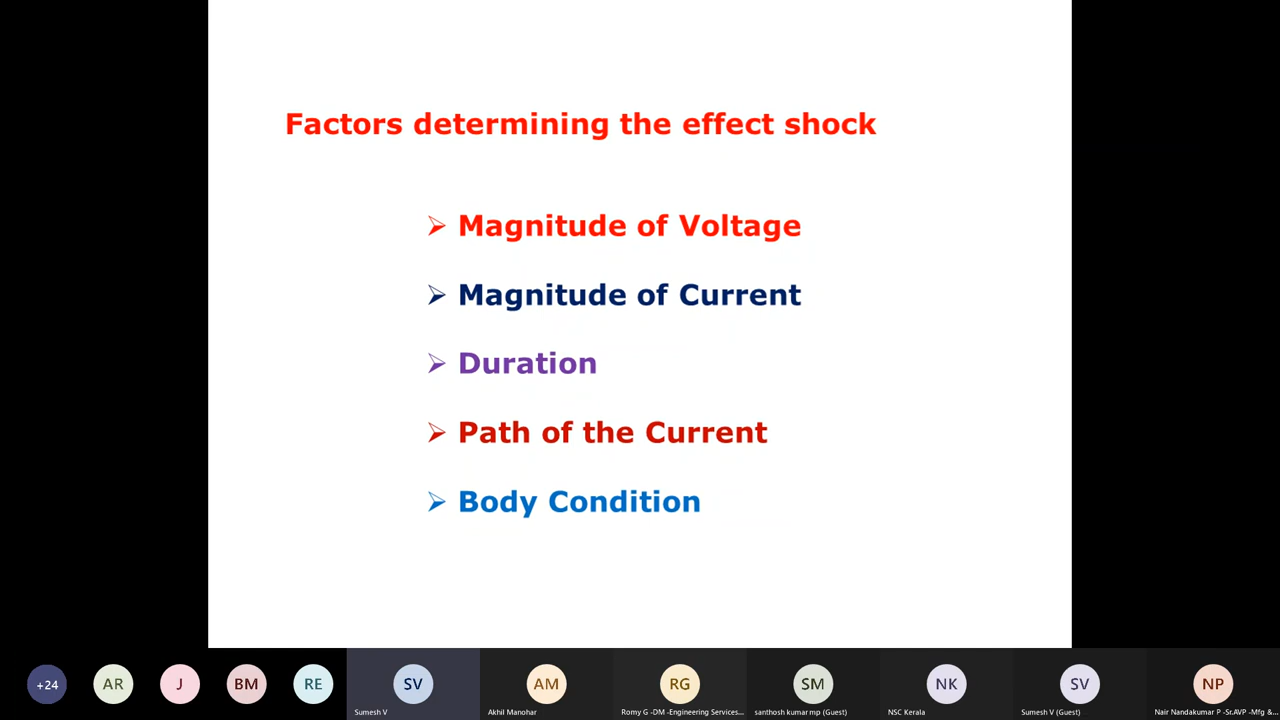 Factors determining the effect shock
Magnitude of Voltage
Magnitude of Current
Duration
Path of the Current
Body Condition
+24
AR
J
BM
RE
SV
AM
RG
SM
NK
SV
NP
Sumesh V
Akhil Manohar
Romy G -DM -Engineering Services...
santhosh kumar mp (Guest)
NSC Kerala
Sumesh V (Guest)
Nair Nandakumar P -Sr.AVP -Mfg &...